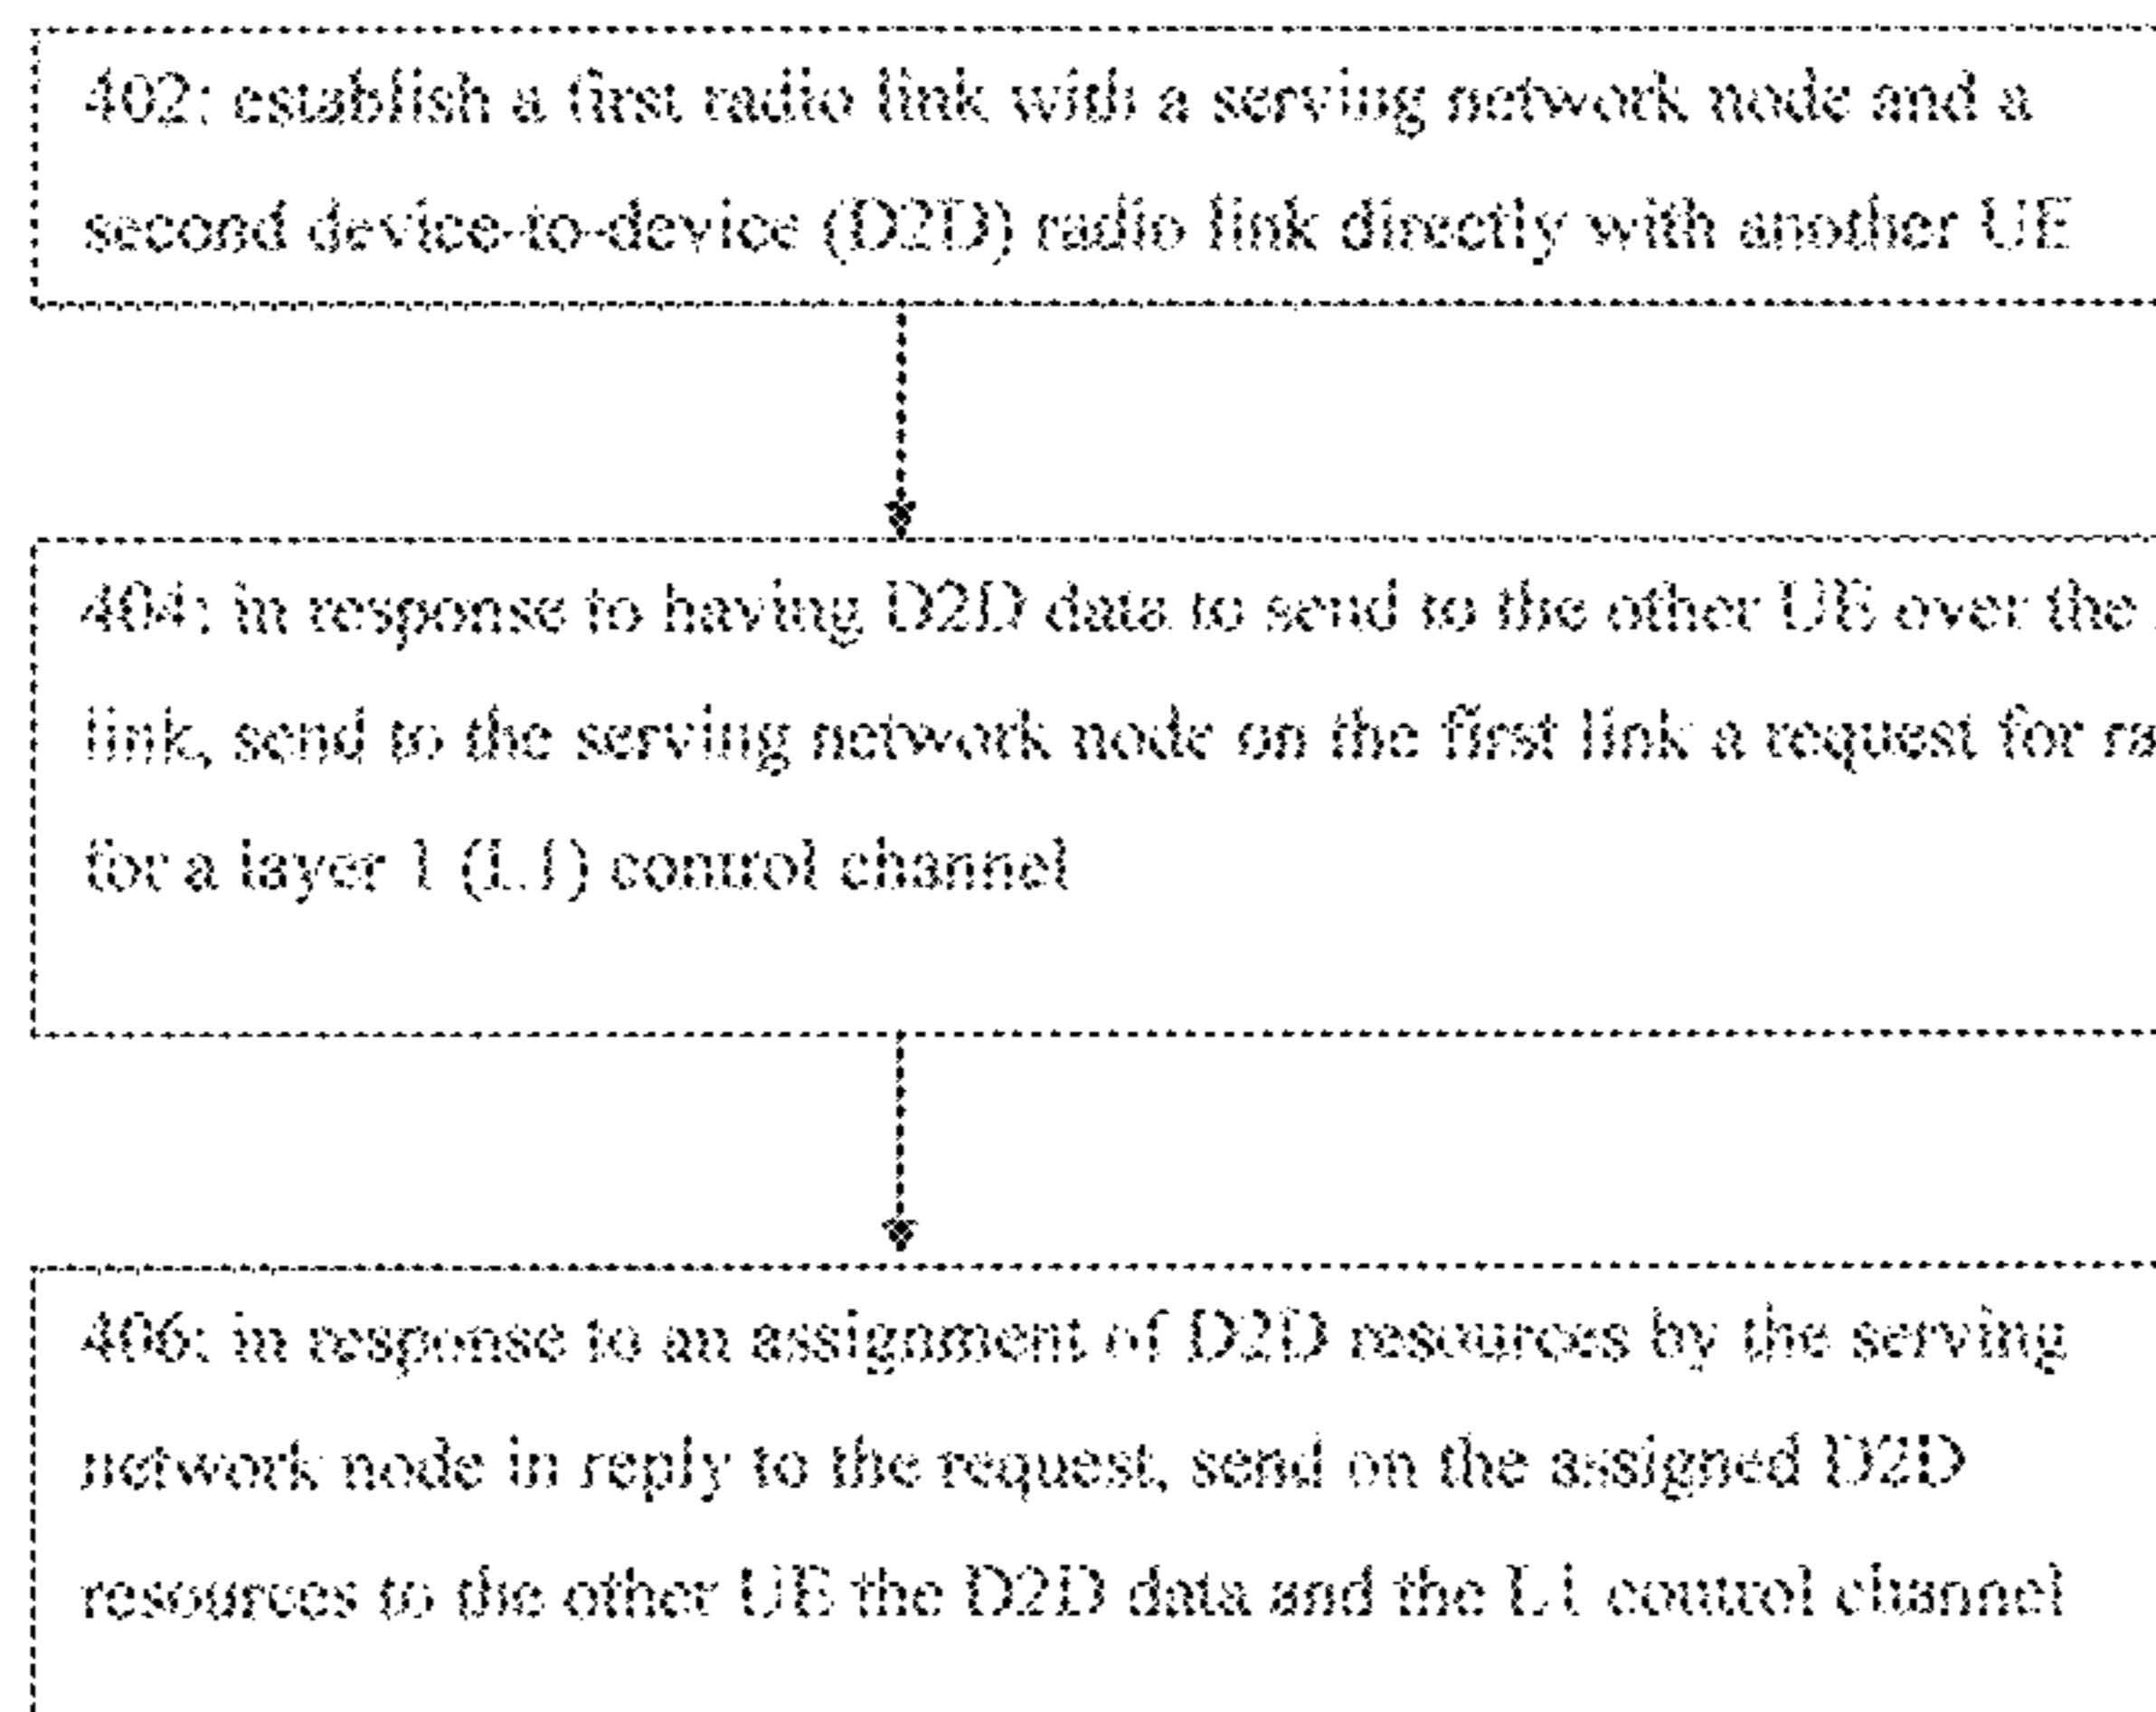 402: establish a first radio link with a serving network node and a
second device-to-device (D2D) radio link directly with another UE
404: in response to having D2D data to send to the other UE over the
link, send to the serving network node on the first link a request for
for a layer 1 (L1) control channel
406: in response to an assignment of D2D resources by the serving
network node in reply to the request, send on the assigned D2D
resources to the other UE the D2D data and the L1 control channel